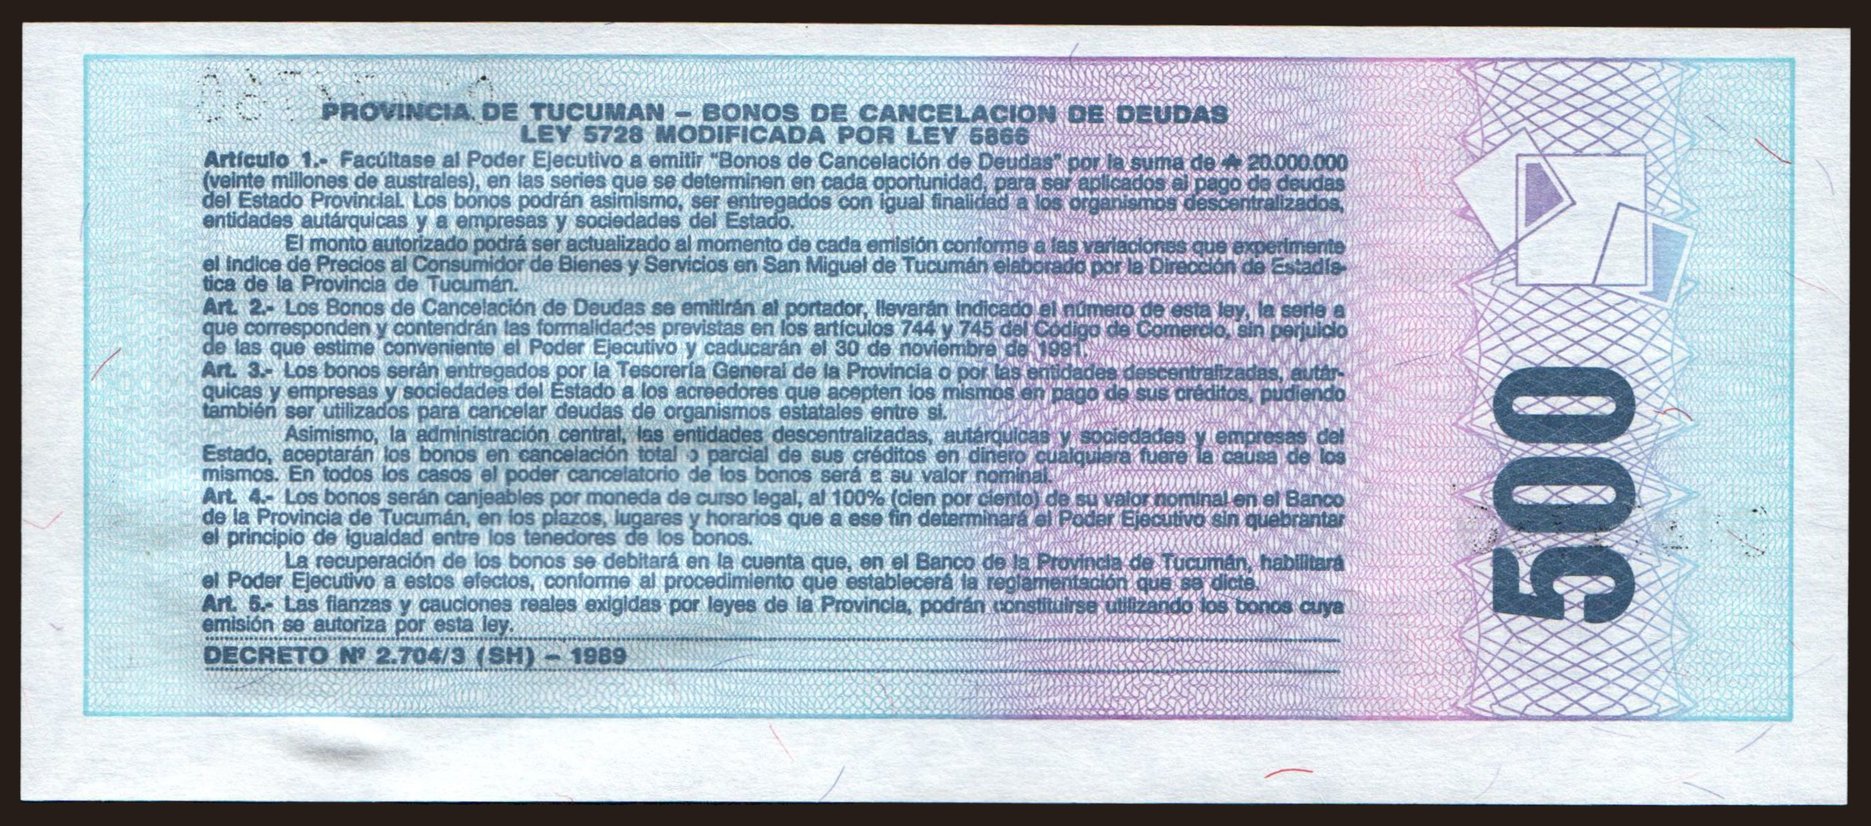 PROVINCIA DE TUCUMAN – BONOS DE CANCELACION DE DEUDAS
LEY 5728 MODIFICADA POR LEY 5866
Artículo 1.- Facúltase al Poder Ejecutivo a emitir "Bonos de Cancelación de Deudas" por la suma de ₳ 20.000.000
(veinte millones de australes), en las series que se determinen en cada oportunidad, para ser aplicados al pago de deudas
del Estado Provincial. Los bonos podrán asimismo, ser entregados con igual finalidad a los organismos descentralizados,
entidades autárquicas y a empresas y sociedades del Estado.
El monto autorizado podrá ser actualizado al momento de cada emisión conforme a las variaciones que experimente
el Indice de Precios al Consumidor de Bienes y Servicios en San Miguel de Tucumán elaborado por la Dirección de Estadís-
tica de la Provincia de Tucumán.
Art. 2.- Los Bonos de Cancelación de Deudas se emitirán al portador, llevarán indicado el número de esta ley, la serie a
que corresponden y contendrán las formalidades previstas en los artículos 744 y 745 del Código de Comercio, sin perjuicio
de las que estime conveniente el Poder Ejecutivo y caducarán el 30 de noviembre de 1991.
Art. 3.- Los bonos serán entregados por la Tesorería General de la Provincia o por las entidades descentralizadas, autár-
quicas y empresas y sociedades del Estado a los acreedores que acepten los mismos en pago de sus créditos, pudiendo
también ser utilizados para cancelar deudas de organismos estatales entre sí.
Asimismo, la administración central, las entidades descentralizadas, autárquicas y sociedades y empresas del
Estado, aceptarán los bonos en cancelación total o parcial de sus créditos en dinero cualquiera fuere la causa de los
mismos. En todos los casos el poder cancelatorio de los bonos será a su valor nominal.
Art. 4.- Los bonos serán canjeables por moneda de curso legal, al 100% (cien por ciento) de su valor nominal en el Banco
de la Provincia de Tucumán, en los plazos, lugares y horarios que a ese fin determinará el Poder Ejecutivo sin quebrantar
el principio de igualdad entre los tenedores de los bonos.
La recuperación de los bonos se debitará en la cuenta que, en el Banco de la Provincia de Tucumán, habilitará
el Poder Ejecutivo a estos efectos, conforme al procedimiento que establecerá la reglamentación que se dicte.
Art. 5.- Las fianzas y cauciones reales exigidas por leyes de la Provincia, podrán constituirse utilizando los bonos cuya
emisión se autoriza por esta ley.
DECRETO Nº 2.704/3 (SH) – 1989
500